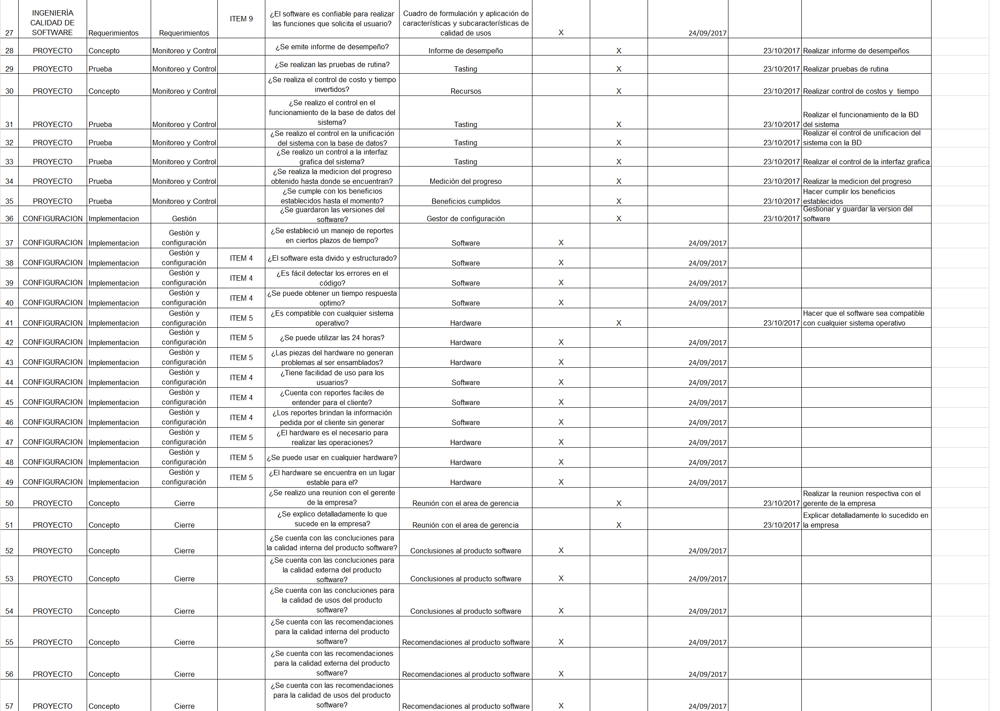 27 INGENIERÌA CALIDAD DE SOFTWARE Requerimientos Requerimientos ITEM 9 ¿El software es confiable para realizar las funciones que solicita el usuario? Cuadro de formulación y aplicación de características y subcaracterísticas de calidad de usos X 24/09/2017
28 PROYECTO Concepto Monitoreo y Control ¿Se emite informe de desempeño? Informe de desempeño X 23/10/2017 Realizar informe de desempeños
29 PROYECTO Prueba Monitoreo y Control ¿Se realizan las pruebas de rutina? Tasting X 23/10/2017 Realizar pruebas de rutina
30 PROYECTO Concepto Monitoreo y Control ¿Se realiza el control de costo y tiempo invertidos? Recursos X 23/10/2017 Realizar control de costos y  tiempo
31 PROYECTO Prueba Monitoreo y Control ¿Se realizo el control en el funcionamiento de la base de datos del sistema? Tasting X 23/10/2017 Realizar el funcionamiento de la BD del sistema
32 PROYECTO Prueba Monitoreo y Control ¿Se realizo el control en la unificación del sistema con la base de datos? Tasting X 23/10/2017 Realizar el control de unificacion del sistema con la BD
33 PROYECTO Prueba Monitoreo y Control ¿Se realizo un control a la interfaz grafica del sistema? Tasting X 23/10/2017 Realizar el control de la interfaz grafica
34 PROYECTO Prueba Monitoreo y Control ¿Se realiza la medicion del progreso obtenido hasta donde se encuentran? Mediciòn del progreso X 23/10/2017 Realizar la medicion del progreso
35 PROYECTO Prueba Monitoreo y Control ¿Se cumple con los beneficios establecidos hasta el momento? Beneficios cumplidos X 23/10/2017 Hacer cumplir los beneficios establecidos
36 CONFIGURACION Implementacion Gestiòn ¿Se guardaron las versiones del software? Gestor de configuraciòn X 23/10/2017 Gestionar y guardar la version del software
37 CONFIGURACION Implementacion Gestiòn y configuraciòn ¿Se estableció un manejo de reportes en ciertos plazos de tiempo? Software X 24/09/2017
38 CONFIGURACION Implementacion Gestiòn y configuraciòn ITEM 4 ¿El software esta divido y estructurado? Software X 24/09/2017
39 CONFIGURACION Implementacion Gestiòn y configuraciòn ITEM 4 ¿Es fácil detectar los errores en el código? Software X 24/09/2017
40 CONFIGURACION Implementacion Gestiòn y configuraciòn ITEM 4 ¿Se puede obtener un tiempo respuesta optimo? Software X 24/09/2017
41 CONFIGURACION Implementacion Gestiòn y configuraciòn ITEM 5 ¿Es compatible con cualquier sistema operativo? Hardware X 23/10/2017 Hacer que el software sea compatible con cualquier sistema operativo
42 CONFIGURACION Implementacion Gestiòn y configuraciòn ITEM 5 ¿Se puede utilizar las 24 horas? Hardware X 24/09/2017
43 CONFIGURACION Implementacion Gestiòn y configuraciòn ITEM 5 ¿Las piezas del hardware no generan problemas al ser ensamblados? Hardware X 24/09/2017
44 CONFIGURACION Implementacion Gestiòn y configuraciòn ITEM 4 ¿Tiene facilidad de uso para los usuarios? Software X 24/09/2017
45 CONFIGURACION Implementacion Gestiòn y configuraciòn ITEM 4 ¿Cuenta con reportes faciles de entender para el cliente? Software X 24/09/2017
46 CONFIGURACION Implementacion Gestiòn y configuraciòn ITEM 4 ¿Los reportes brindan la información pedida por el cliente sin generar Software X 24/09/2017
47 CONFIGURACION Implementacion Gestiòn y configuraciòn ITEM 5 ¿El hardware es el necesario para realizar las operaciones? Hardware X 24/09/2017
48 CONFIGURACION Implementacion Gestiòn y configuraciòn ITEM 5 ¿Se puede usar en cualquier hardware? Hardware X 24/09/2017
49 CONFIGURACION Implementacion Gestiòn y configuraciòn ITEM 5 ¿El hardware se encuentra en un lugar estable para el? Hardware X 24/09/2017
50 PROYECTO Concepto Cierre ¿Se realizo una reunion con el gerente de la empresa? Reunión con el area de gerencia X 23/10/2017 Realizar la reunion respectiva con el gerente de la empresa
51 PROYECTO Concepto Cierre ¿Se explico detalladamente lo que sucede en la empresa? Reunión con el area de gerencia X 23/10/2017 Explicar detalladamente lo sucedido en la empresa
52 PROYECTO Concepto Cierre ¿Se cuenta con las concluciones para la calidad interna del producto software? Conclusiones al producto software X 24/09/2017
53 PROYECTO Concepto Cierre ¿Se cuenta con las concluciones para la calidad externa del producto software? Conclusiones al producto software X 24/09/2017
54 PROYECTO Concepto Cierre ¿Se cuenta con las concluciones para la calidad de usos del producto software? Conclusiones al producto software X 24/09/2017
55 PROYECTO Concepto Cierre ¿Se cuenta con las recomendaciones para la calidad interna del producto software? Recomendaciones al producto software X 24/09/2017
56 PROYECTO Concepto Cierre ¿Se cuenta con las recomendaciones para la calidad externa del producto software? Recomendaciones al producto software X 24/09/2017
57 PROYECTO Concepto Cierre ¿Se cuenta con las recomendaciones para la calidad de usos del producto software? Recomendaciones al producto software X 24/09/2017